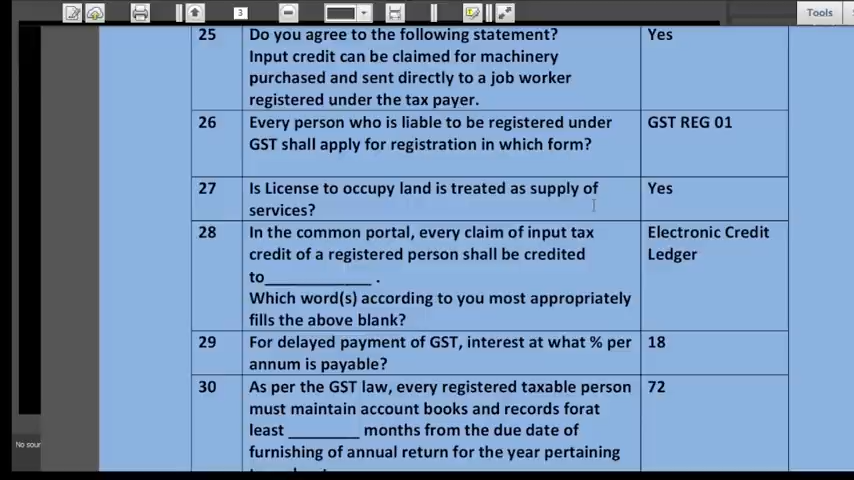 3
Tools
25 Do you agree to the following statement? Yes
Input credit can be claimed for machinery
purchased and sent directly to a job worker
registered under the tax payer.
26 Every person who is liable to be registered under GST REG 01
GST shall apply for registration in which form?
27 Is License to occupy land is treated as supply of Yes
services?
28 In the common portal, every claim of input tax Electronic Credit
credit of a registered person shall be credited Ledger
to____________ .
Which word(s) according to you most appropriately
fills the above blank?
29 For delayed payment of GST, interest at what % per 18
annum is payable?
30 As per the GST law, every registered taxable person 72
must maintain account books and records forat
least ________ months from the due date of
furnishing of annual return for the year pertaining
No sour